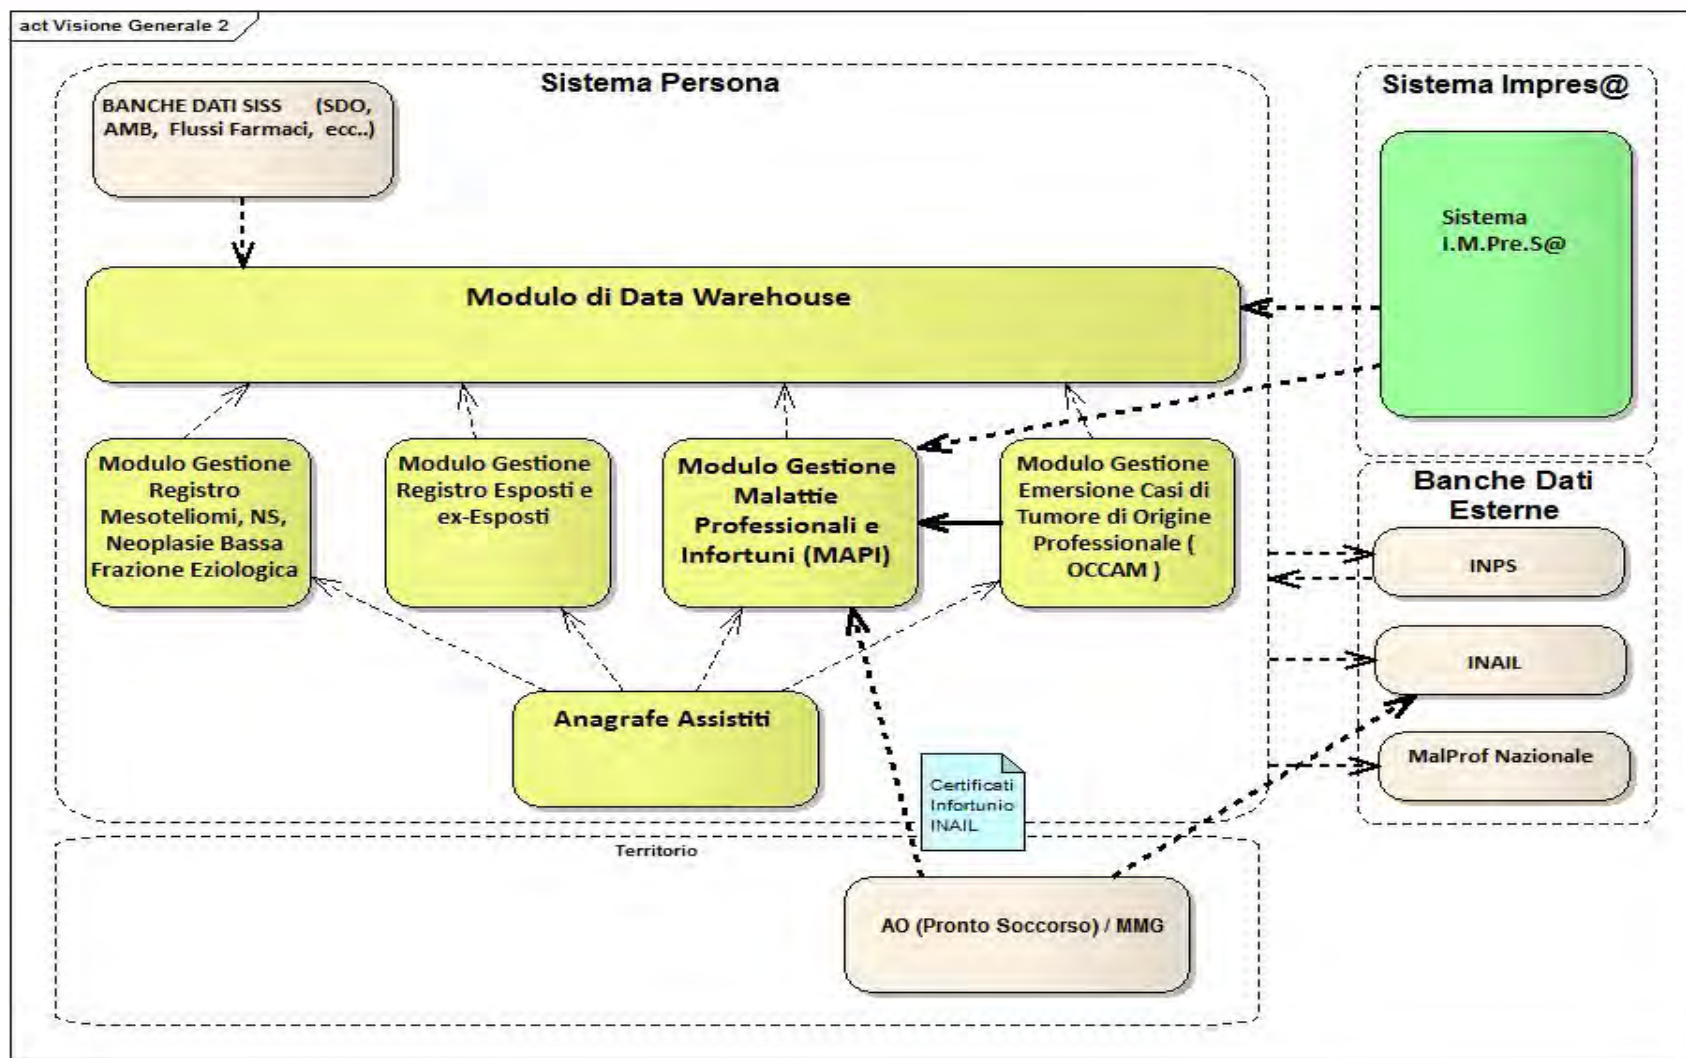 act Visione Generale 2
Sistema Persona
BANCHE DATI SISS (SDO,
AMB, Flussi Farmaci, ecc..)
Modulo di Data Warehouse
Modulo Gestione
Registro
Mesoteliomi, NS,
Neoplasie Bassa
Frazione Eziologica
Modulo Gestione
Registro Esposti e
ex-Esposti
Modulo Gestione
Malattie
Professionali e
Infortuni (MAPI)
Modulo Gestione
Emersione Casi di
Tumore di Origine
Professionale (
OCCAM )
Anagrafe Assistiti
Sistema Impres@
Sistema
I.M.Pre.S@
Banche Dati
Esterne
INPS
INAIL
MalProf Nazionale
Certificati
Infortunio
INAIL
Territorio
AO (Pronto Soccorso) / MMG